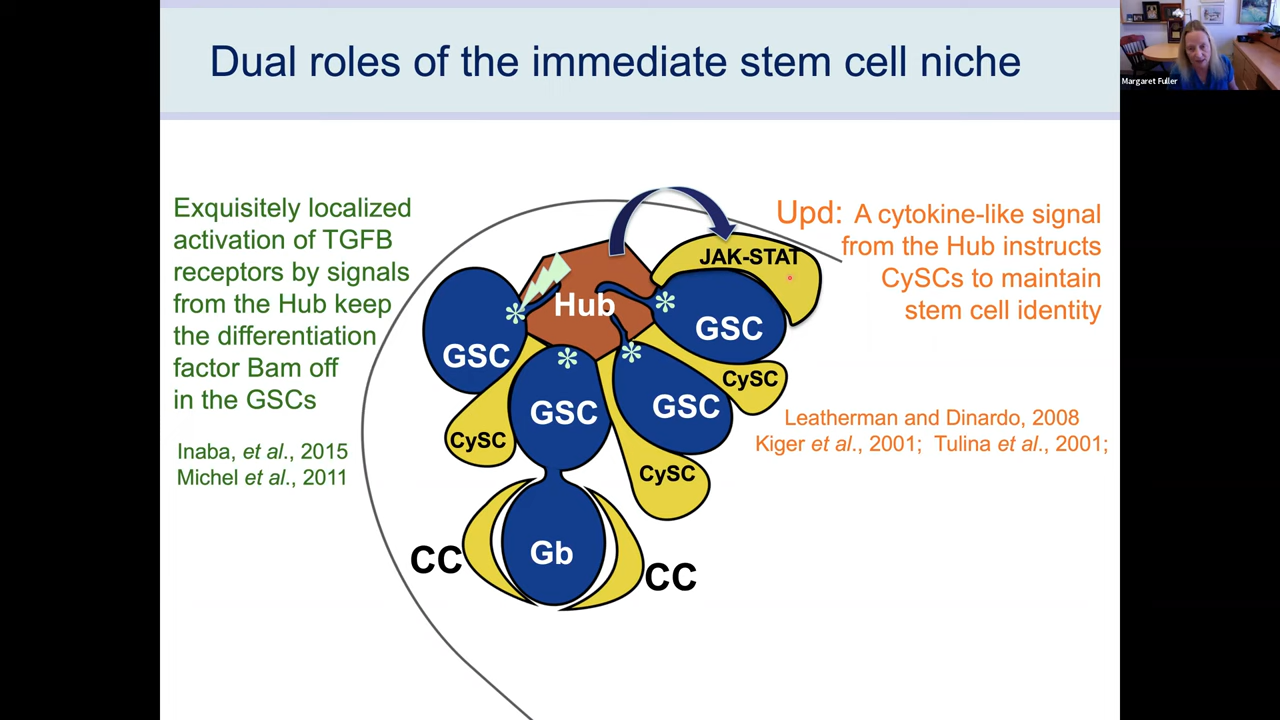 Dual roles of the immediate stem cell niche
Margaret Fuller
Exquisitely localized
activation of TGFB
receptors by signals
from the Hub keep
the differentiation
factor Bam off
in the GSCs
Inaba, et al., 2015
Michel et al., 2011
Upd: A cytokine-like signal
from the Hub instructs
CySCs to maintain
stem cell identity
Leatherman and Dinardo, 2008
Kiger et al., 2001; Tulina et al., 2001;
JAK-STAT
Hub
*
*
*
*
GSC
GSC
GSC
GSC
CySC
CySC
CySC
Gb
CC
CC